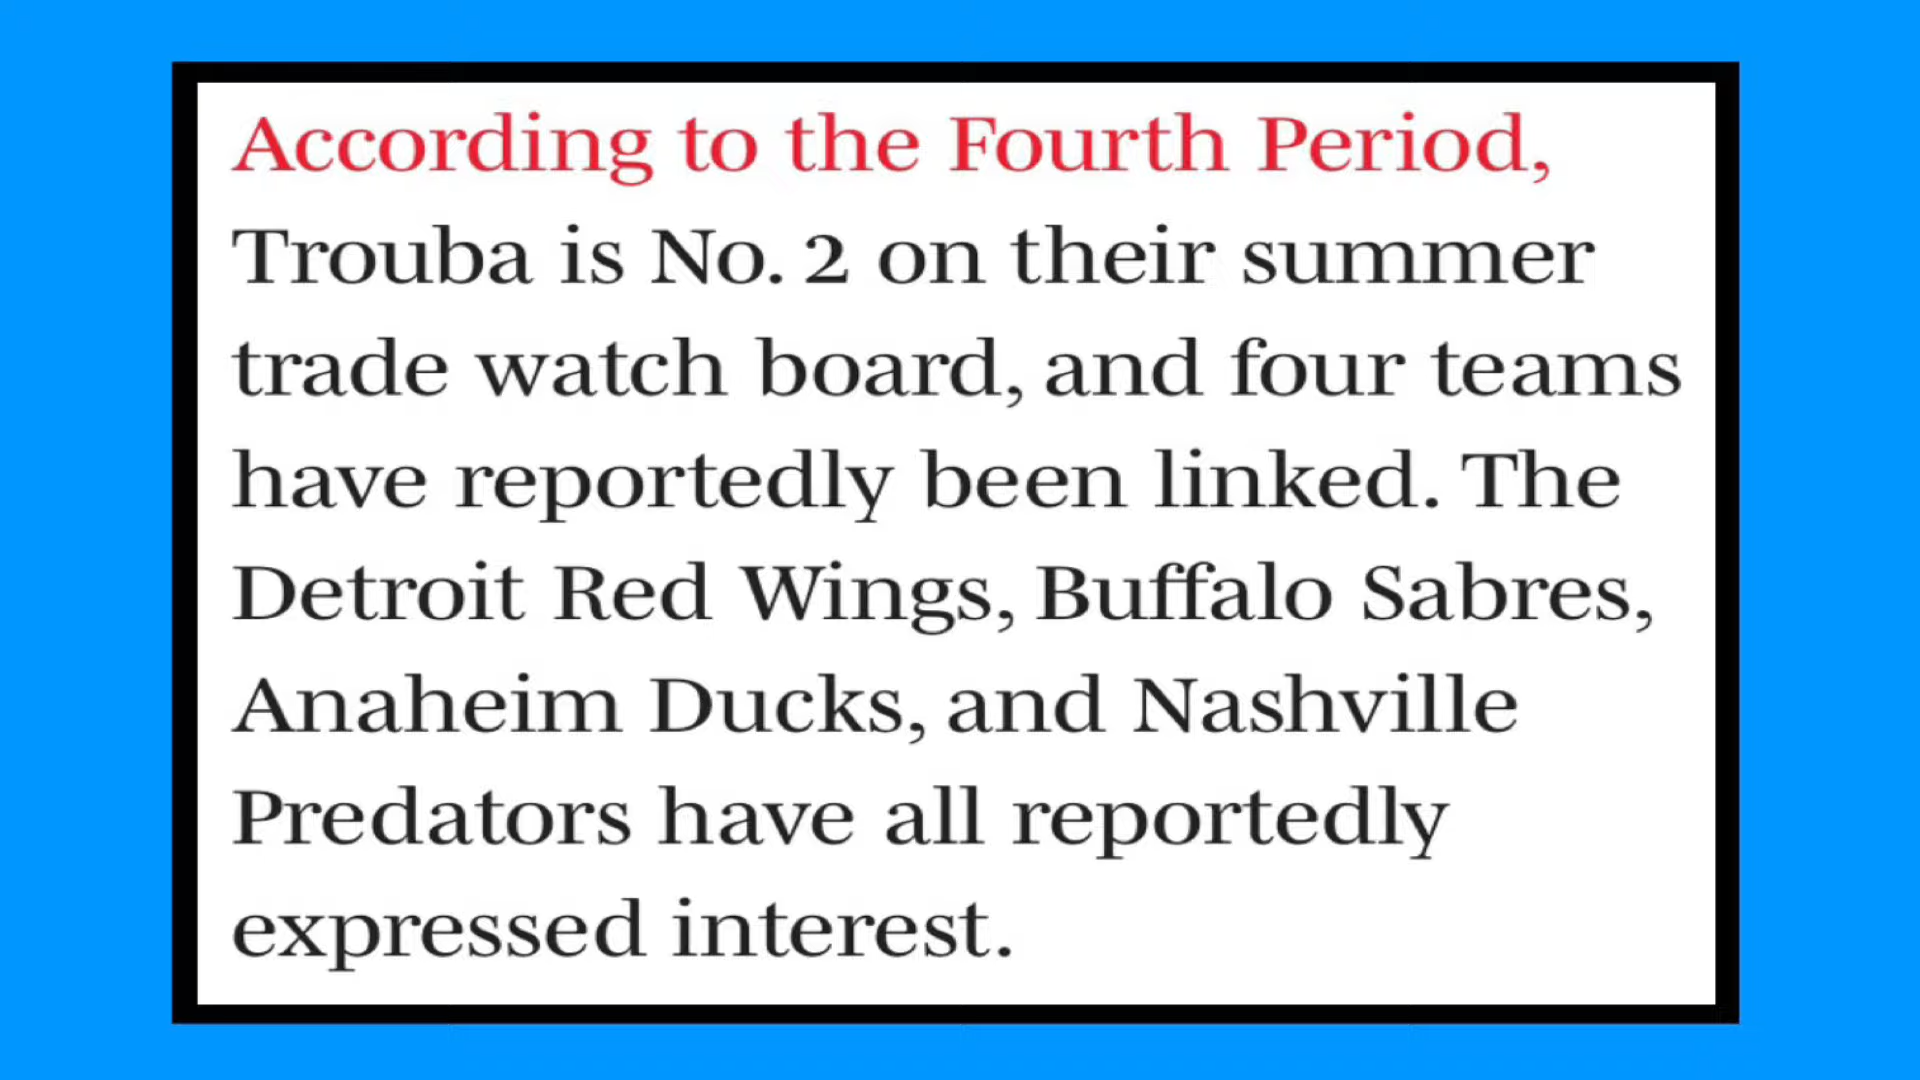 According to the Fourth Period,
Trouba is No. 2 on their summer
trade watch board, and four teams
have reportedly been linked. The
Detroit Red Wings, Buffalo Sabres,
Anaheim Ducks, and Nashville
Predators have all reportedly
expressed interest.